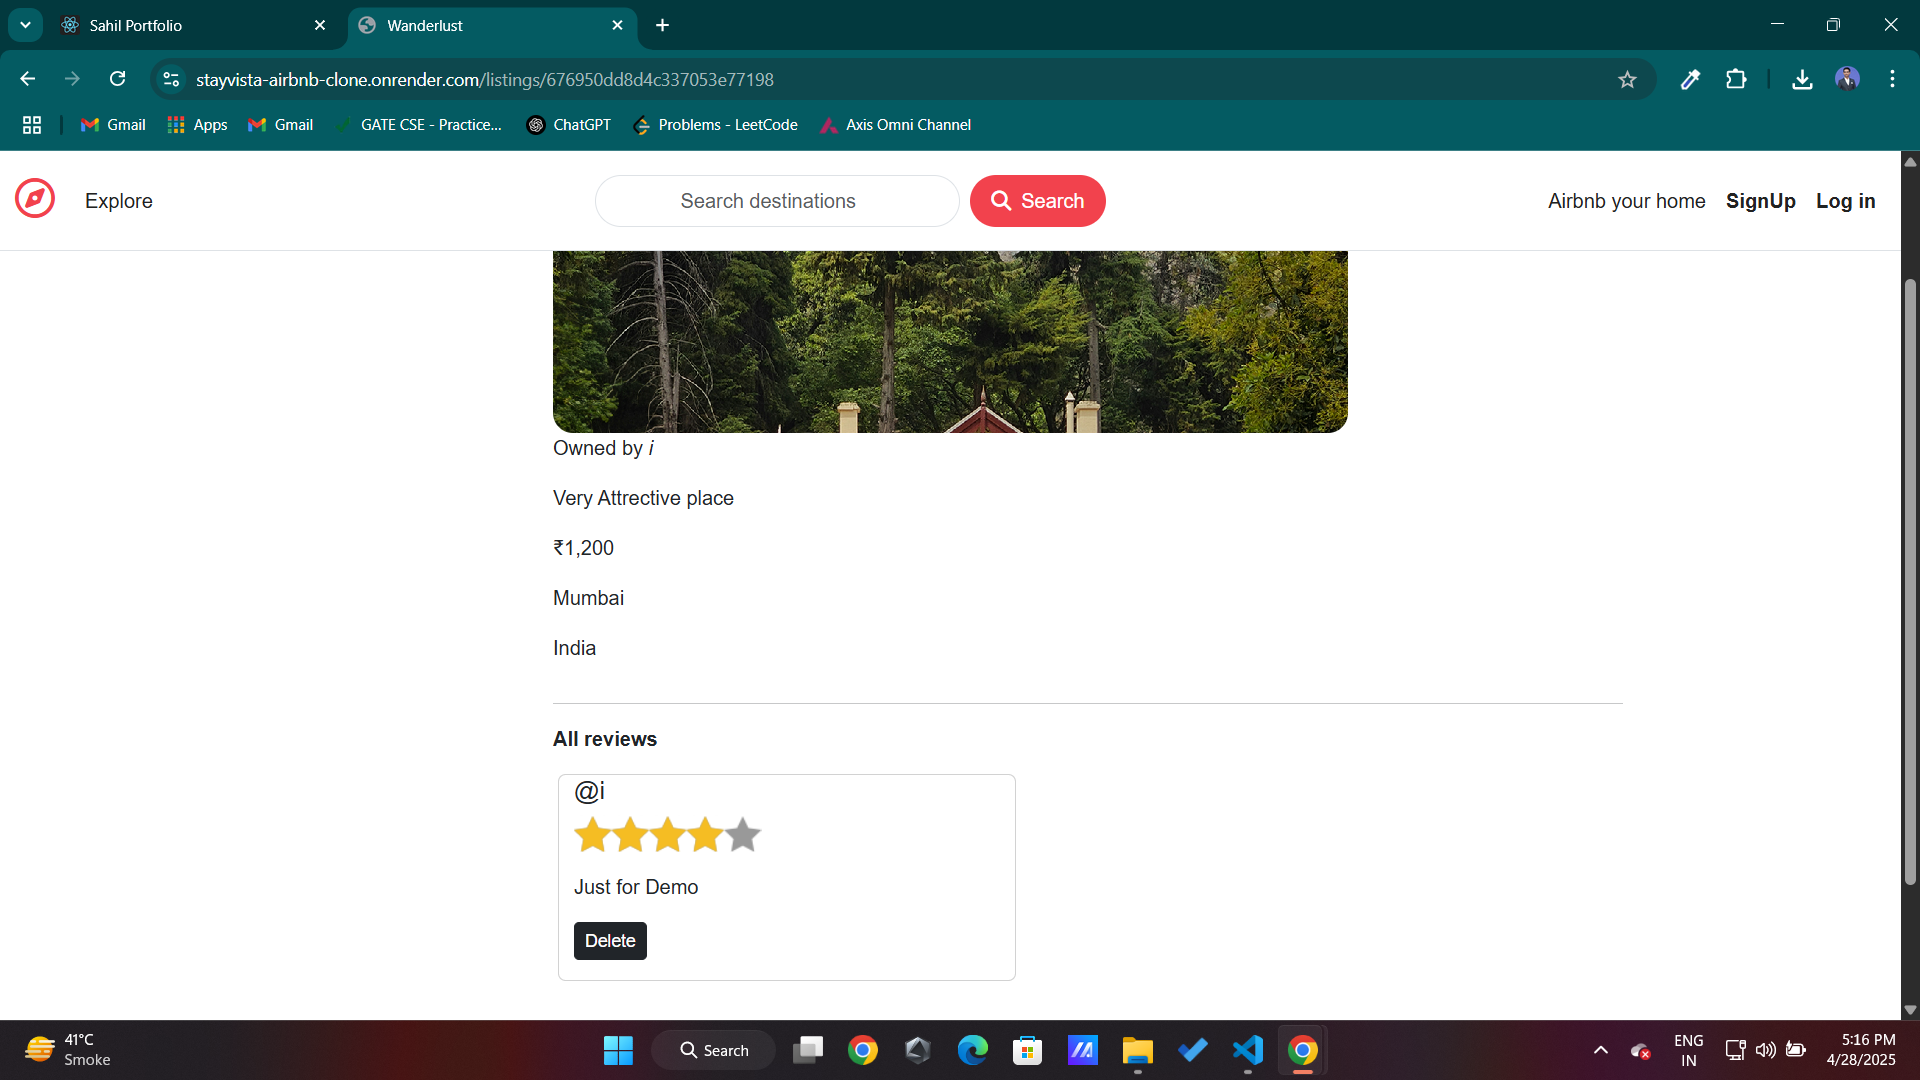 Sahil Portfolio
Wanderlust
stayvista-airbnb-clone.onrender.com/listings/676950dd8d4c337053e77198
Gmail
Apps
Gmail
GATE CSE - Practice...
ChatGPT
Problems - LeetCode
Axis Omni Channel
Explore
Search destinations
Search
Airbnb your home
SignUp
Log in
Owned by i
Very Attrective place
₹1,200
Mumbai
India
All reviews
@i
Just for Demo
Delete
41°C
Smoke
Search
ENG
IN
5:16 PM
4/28/2025